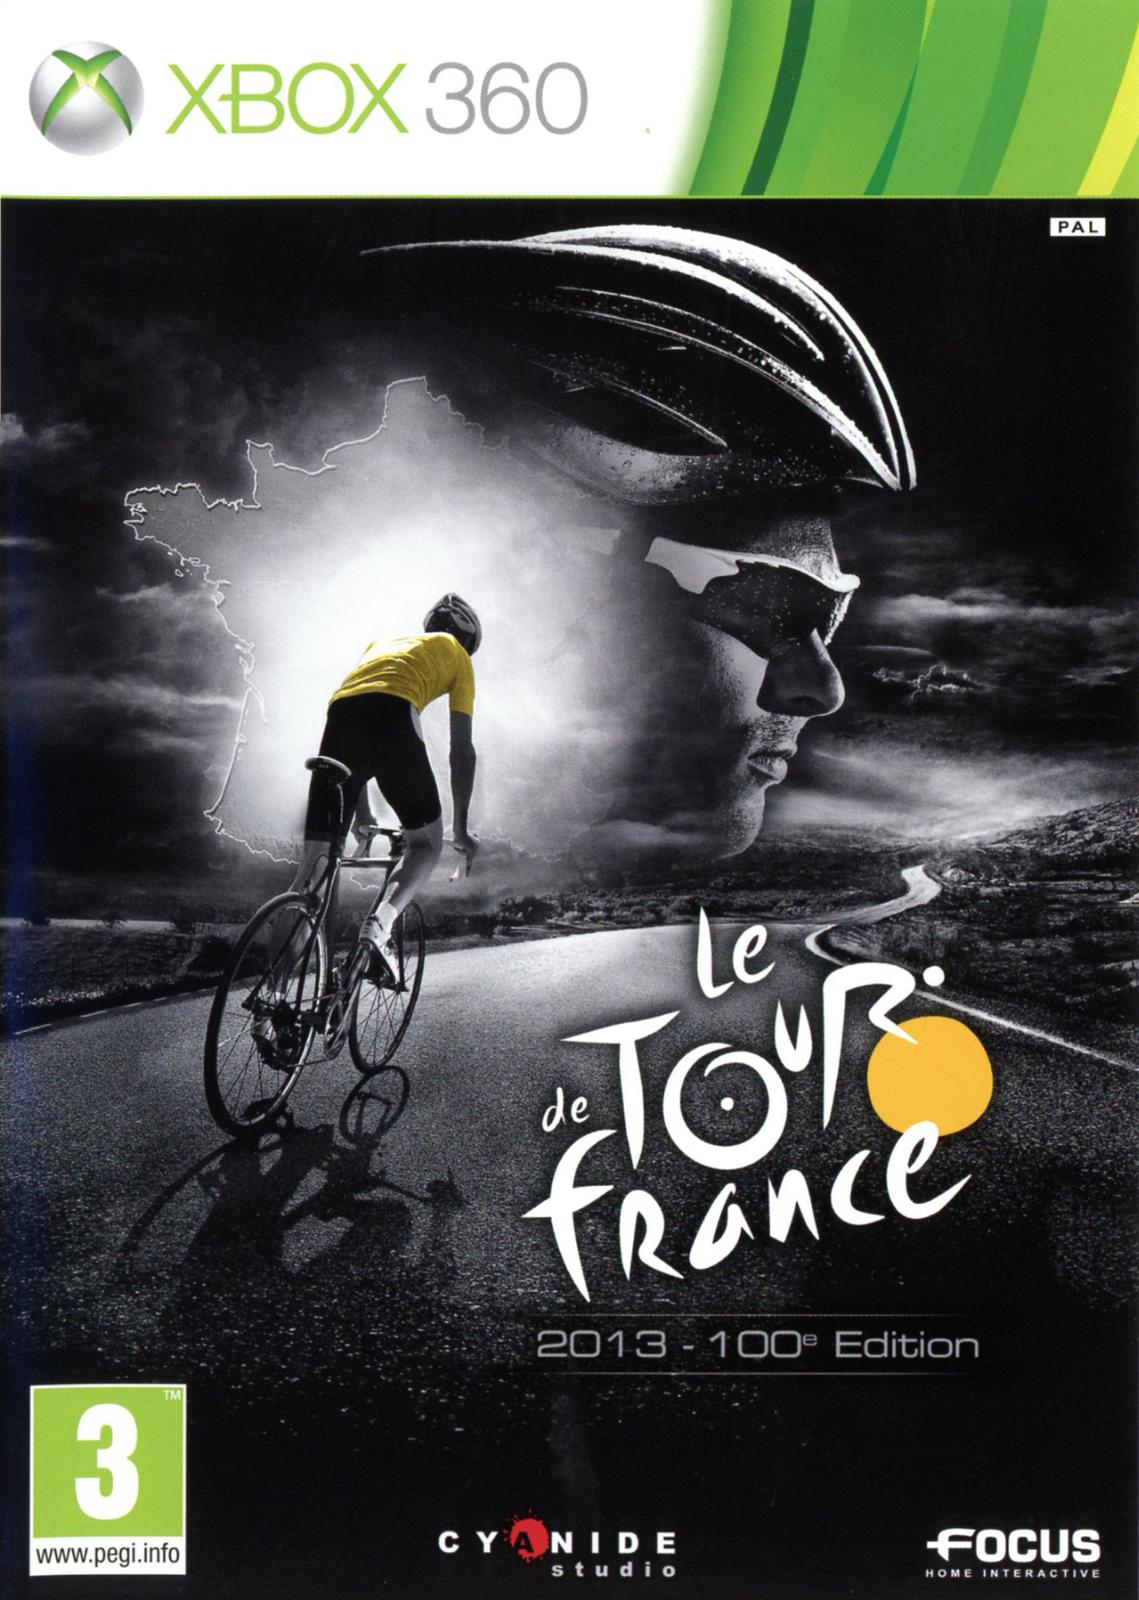 XBOX 360
PAL
Le
de TOUR
france
2013 - 100e Edition
3
TM
www.pegi.info
CYANIDE
studio
FOCUS
HOME INTERACTIVE